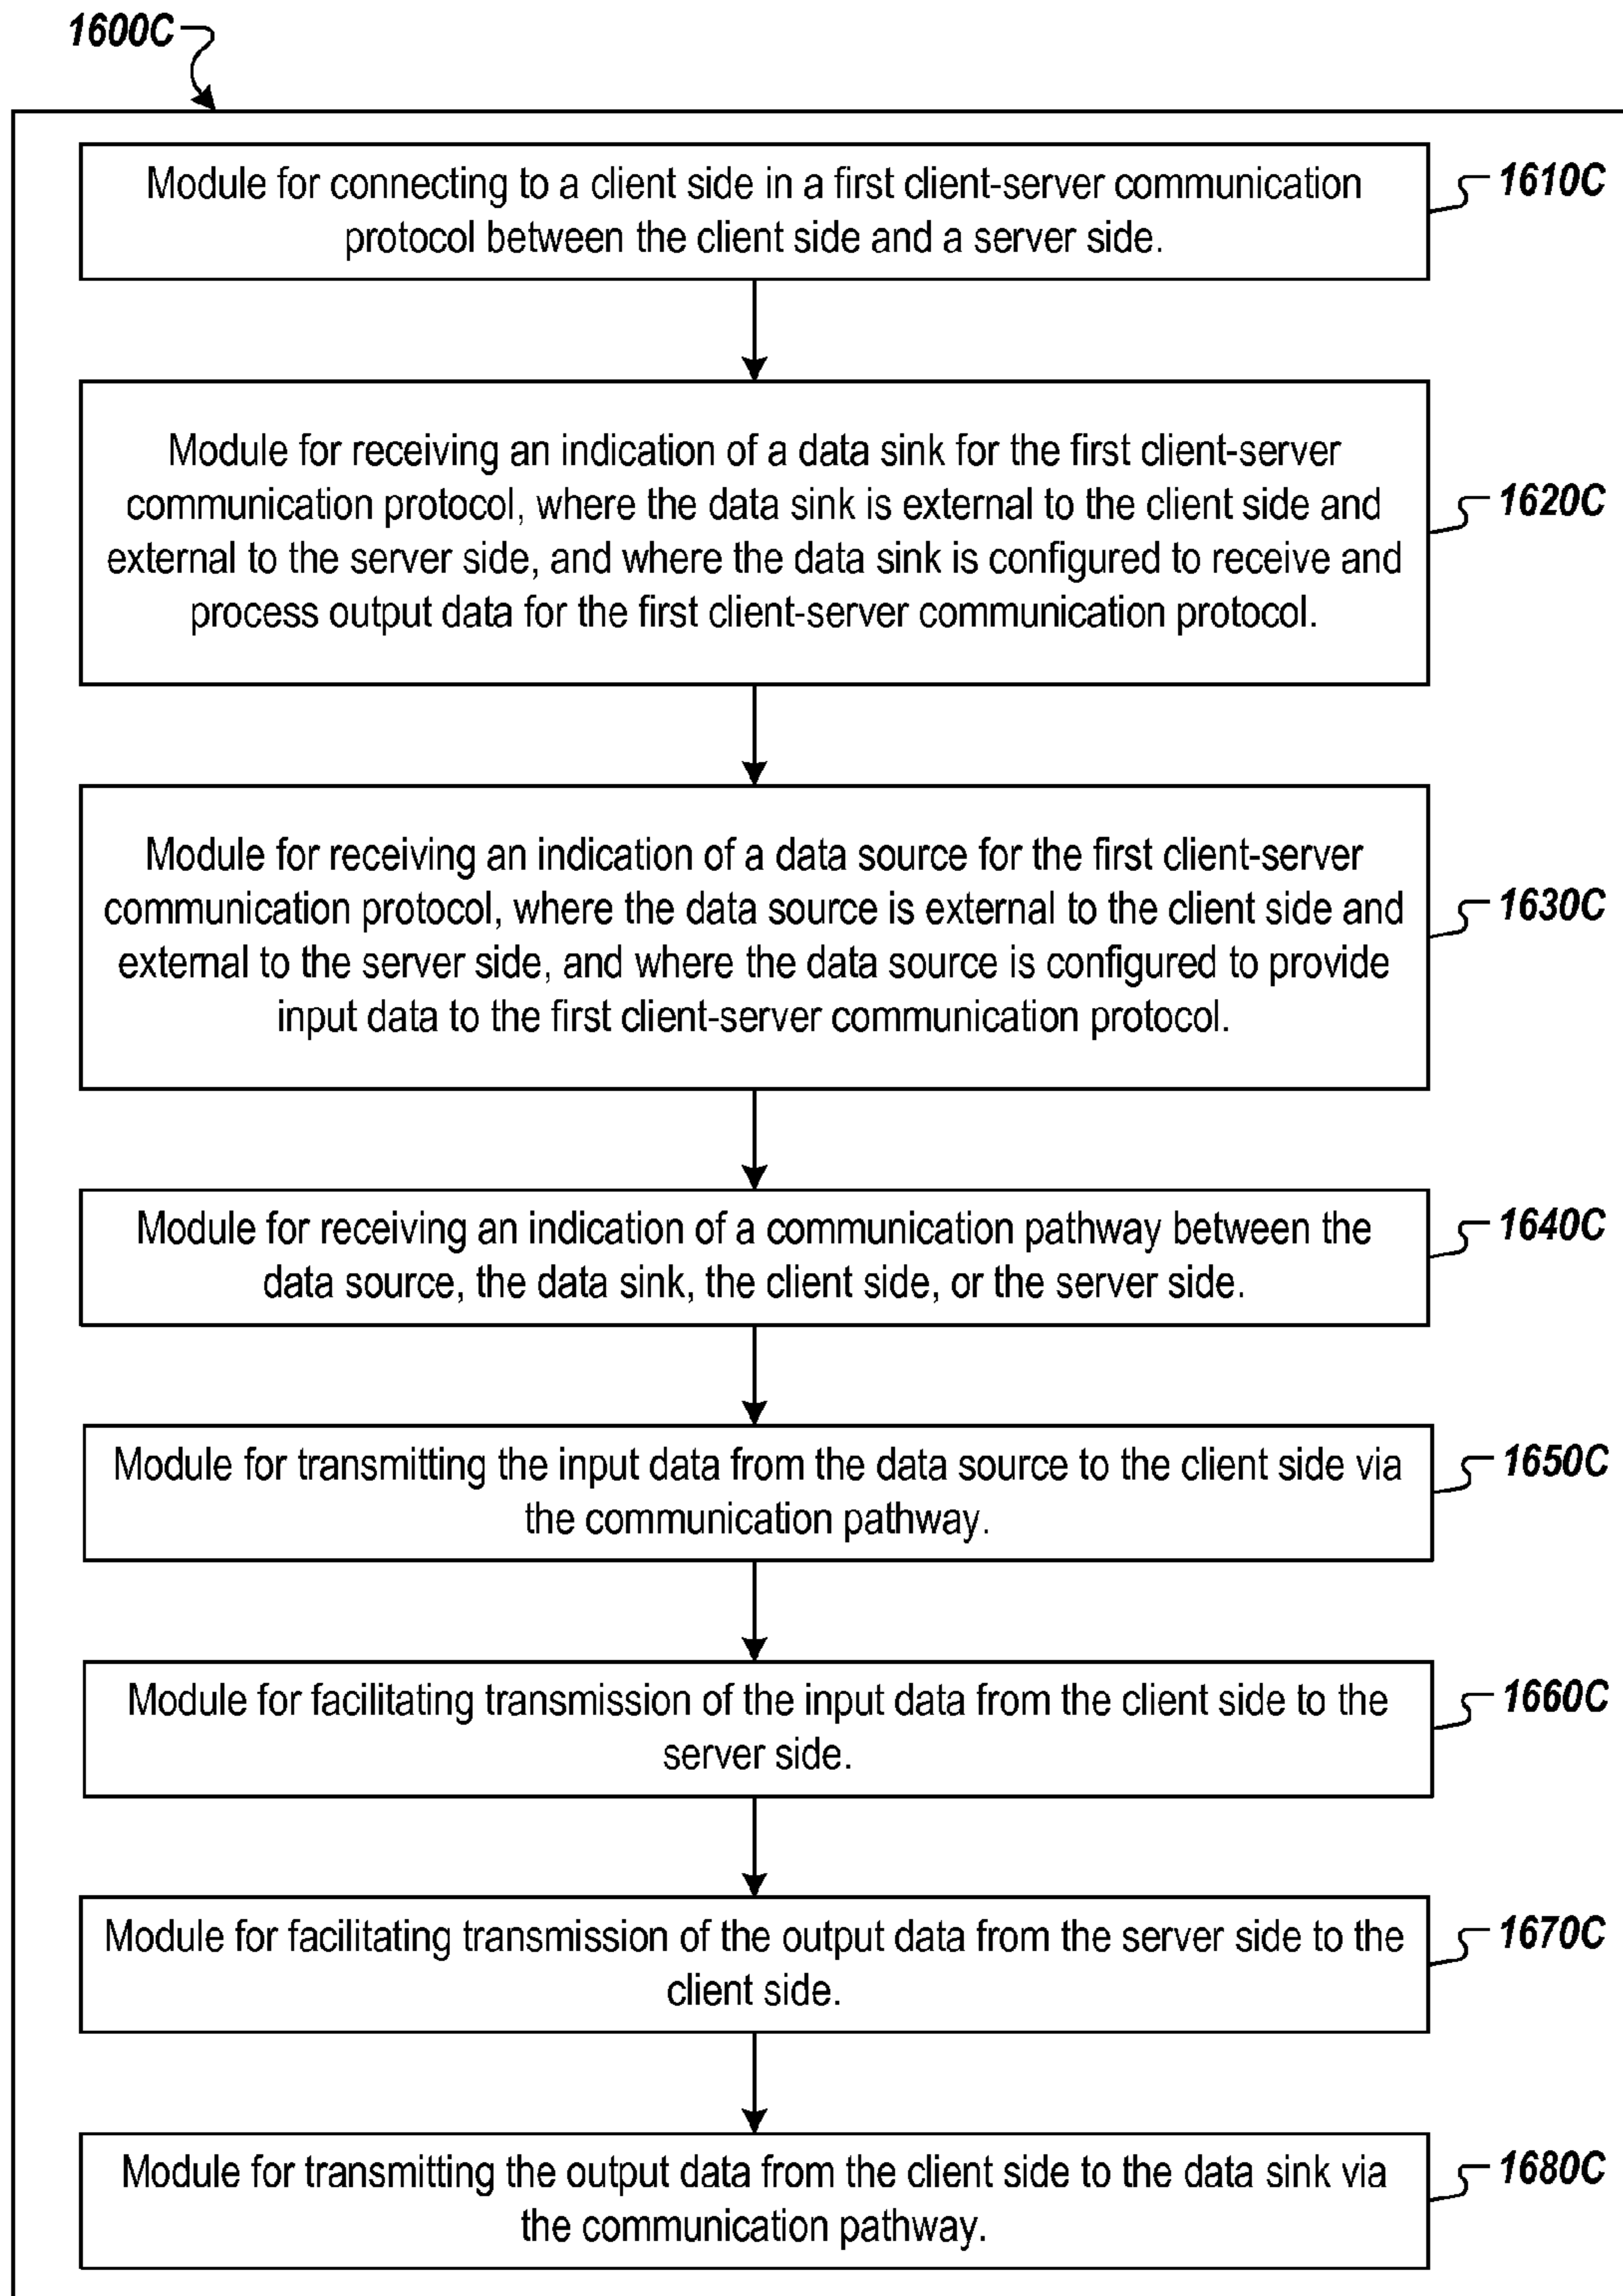 1600C
Module for connecting to a client side in a first client-server communication
protocol between the client side and a server side.
1610C
Module for receiving an indication of a data sink for the first client-server
communication protocol, where the data sink is external to the client side and
external to the server side, and where the data sink is configured to receive and
process output data for the first client-server communication protocol.
1620C
Module for receiving an indication of a data source for the first client-server
communication protocol, where the data source is external to the client side and
external to the server side, and where the data source is configured to provide
input data to the first client-server communication protocol.
1630C
Module for receiving an indication of a communication pathway between the
data source, the data sink, the client side, or the server side.
1640C
Module for transmitting the input data from the data source to the client side via
the communication pathway.
1650C
Module for facilitating transmission of the input data from the client side to the
server side.
1660C
Module for facilitating transmission of the output data from the server side to the
client side.
1670C
Module for transmitting the output data from the client side to the data sink via
the communication pathway.
1680C